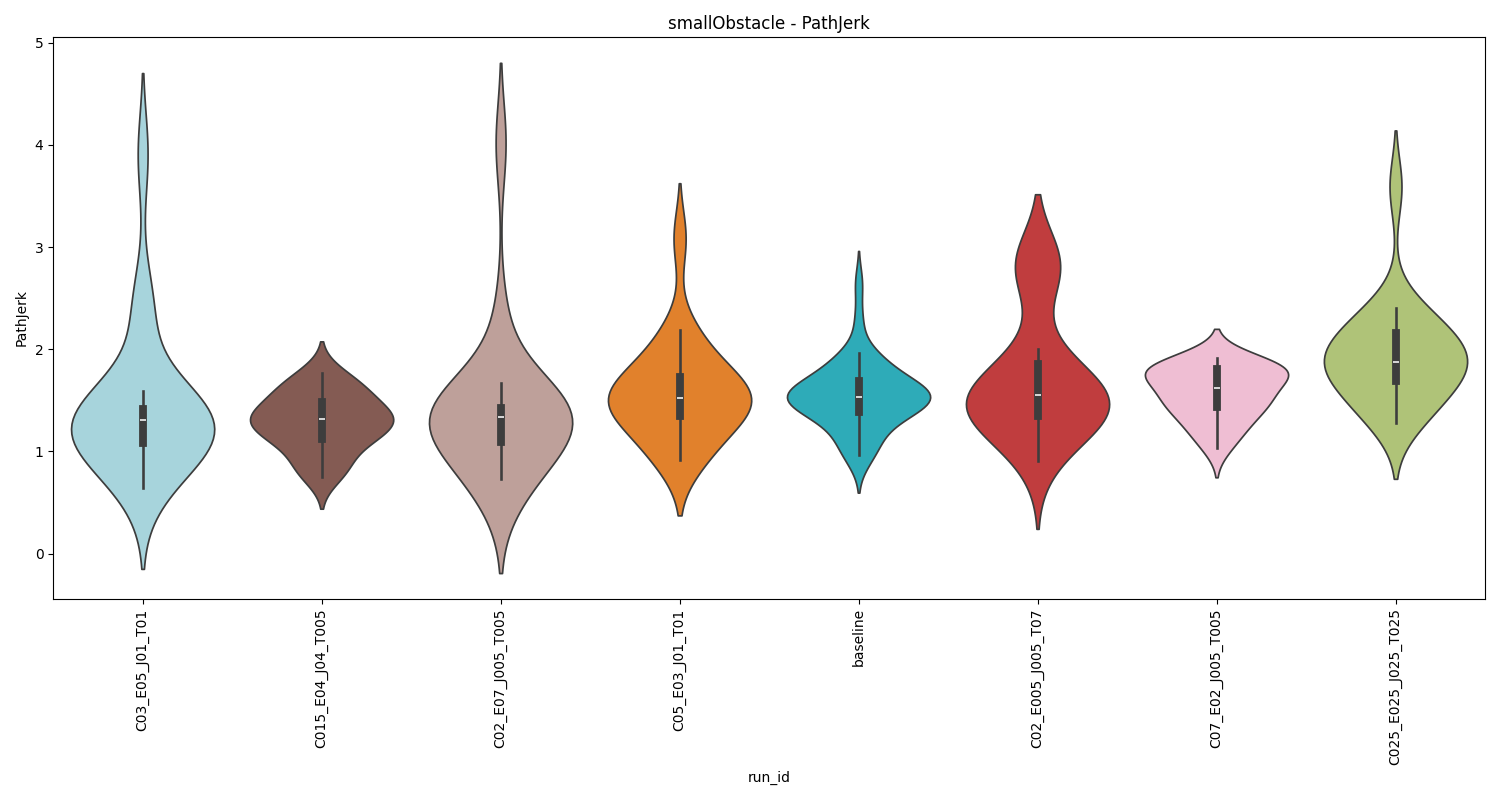 smallObstacle - PathJerk
PathJerk
5
4
3
2
1
0
C03_E05_J01_T01
C015_E04_J04_T005
C02_E07_J005_T005
C05_E03_J01_T01
baseline
C02_E005_J005_T07
C07_E02_J005_T005
C025_E025_J025_T025
run_id